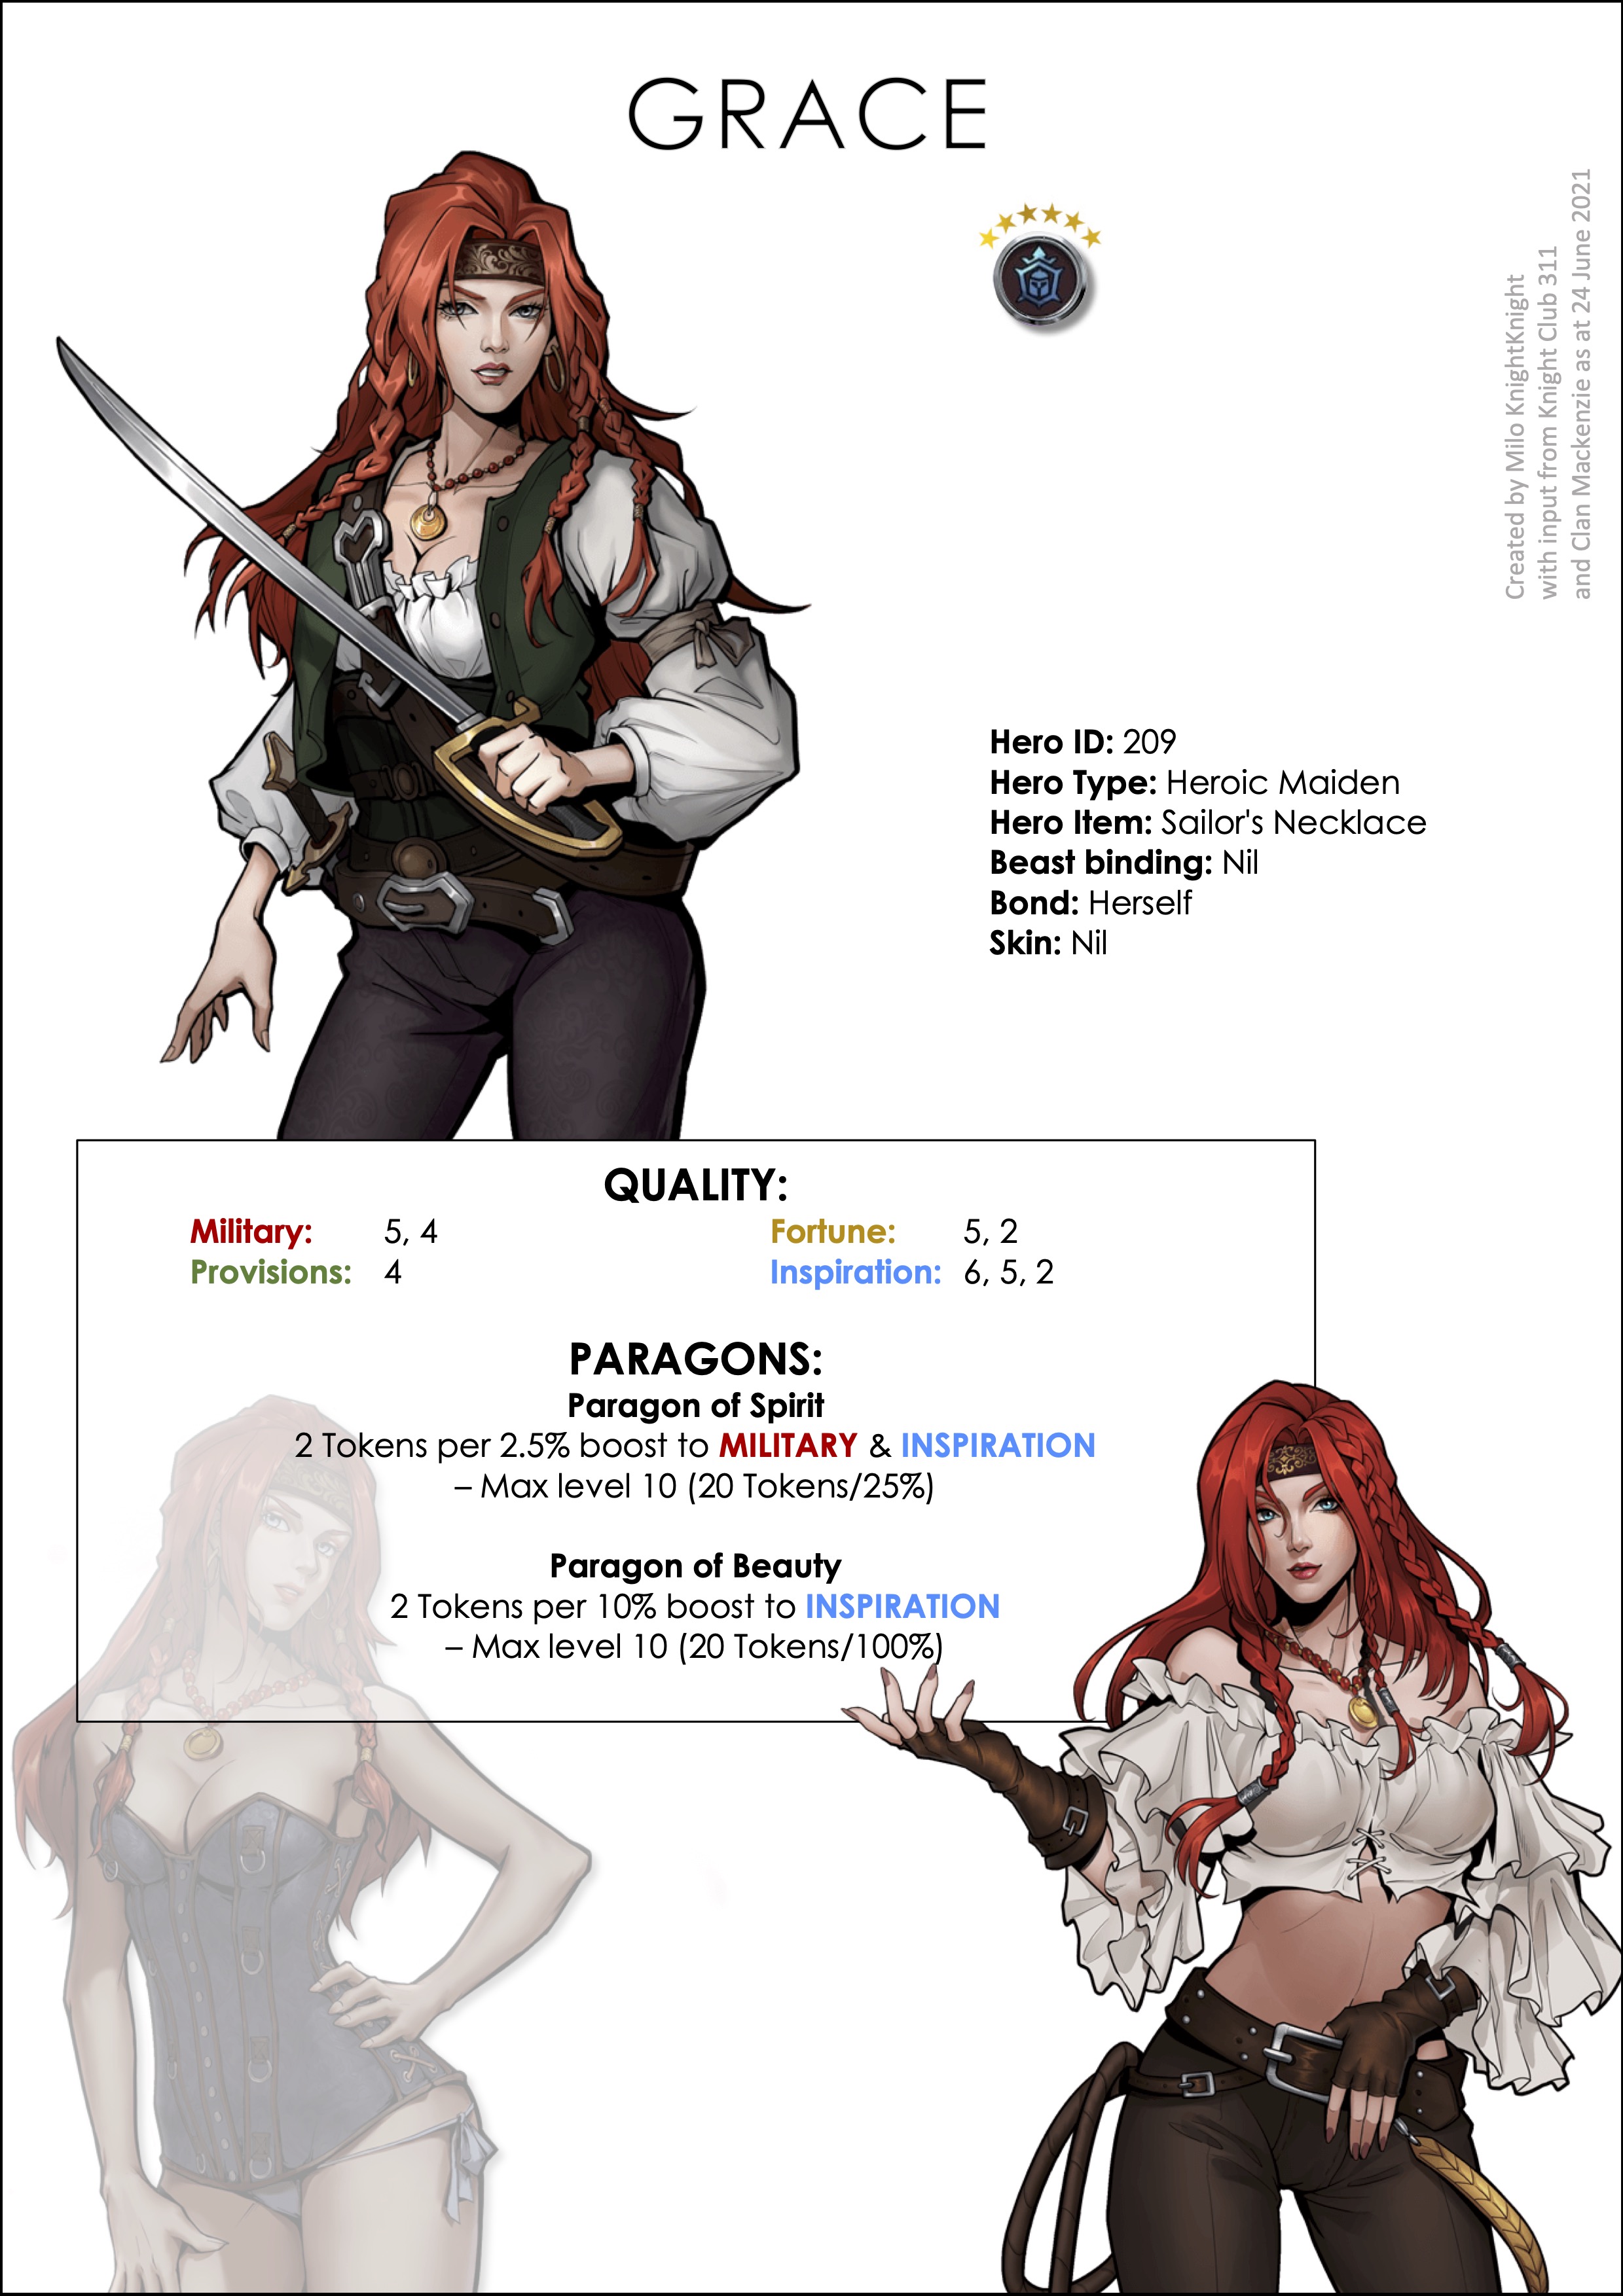 GRACE
Created by Milo KnightKnight
with input from Knight Club 311
and Clan Mackenzie as at 24 June 2021
Hero ID: 209
Hero Type: Heroic Maiden
Hero Item: Sailor's Necklace
Beast binding: Nil
Bond: Herself
Skin: Nil
QUALITY:
Military: 5, 4 Fortune: 5, 2
Provisions: 4 Inspiration: 6, 5, 2
PARAGONS:
Paragon of Spirit
2 Tokens per 2.5% boost to MILITARY & INSPIRATION
– Max level 10 (20 Tokens/25%)
Paragon of Beauty
2 Tokens per 10% boost to INSPIRATION
– Max level 10 (20 Tokens/100%)